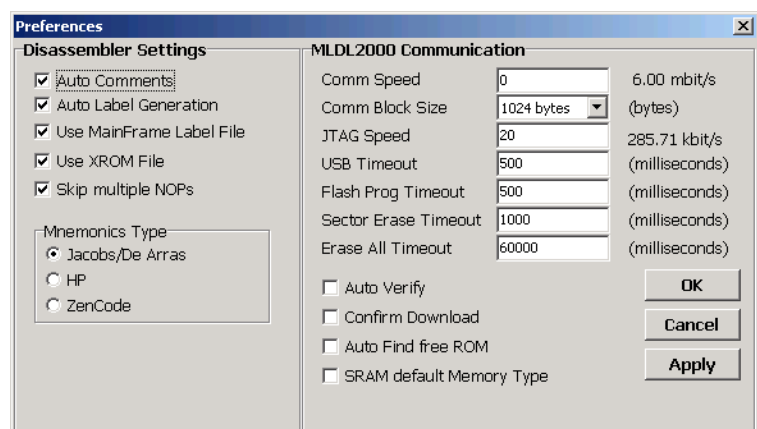 Preferences
Disassembler Settings
Auto Comments
Auto Label Generation
Use MainFrame Label File
Use XROM File
Skip multiple NOPs
Mnemonics Type
Jacobs/De Arras
HP
ZenCode
MLDL2000 Communication
Comm Speed 0 6.00 mbit/s
Comm Block Size 1024 bytes (bytes)
JTAG Speed 20 285.71 kbit/s
USB Timeout 500 (milliseconds)
Flash Prog Timeout 500 (milliseconds)
Sector Erase Timeout 1000 (milliseconds)
Erase All Timeout 60000 (milliseconds)
Auto Verify
Confirm Download
Auto Find free ROM
SRAM default Memory Type
OK
Cancel
Apply